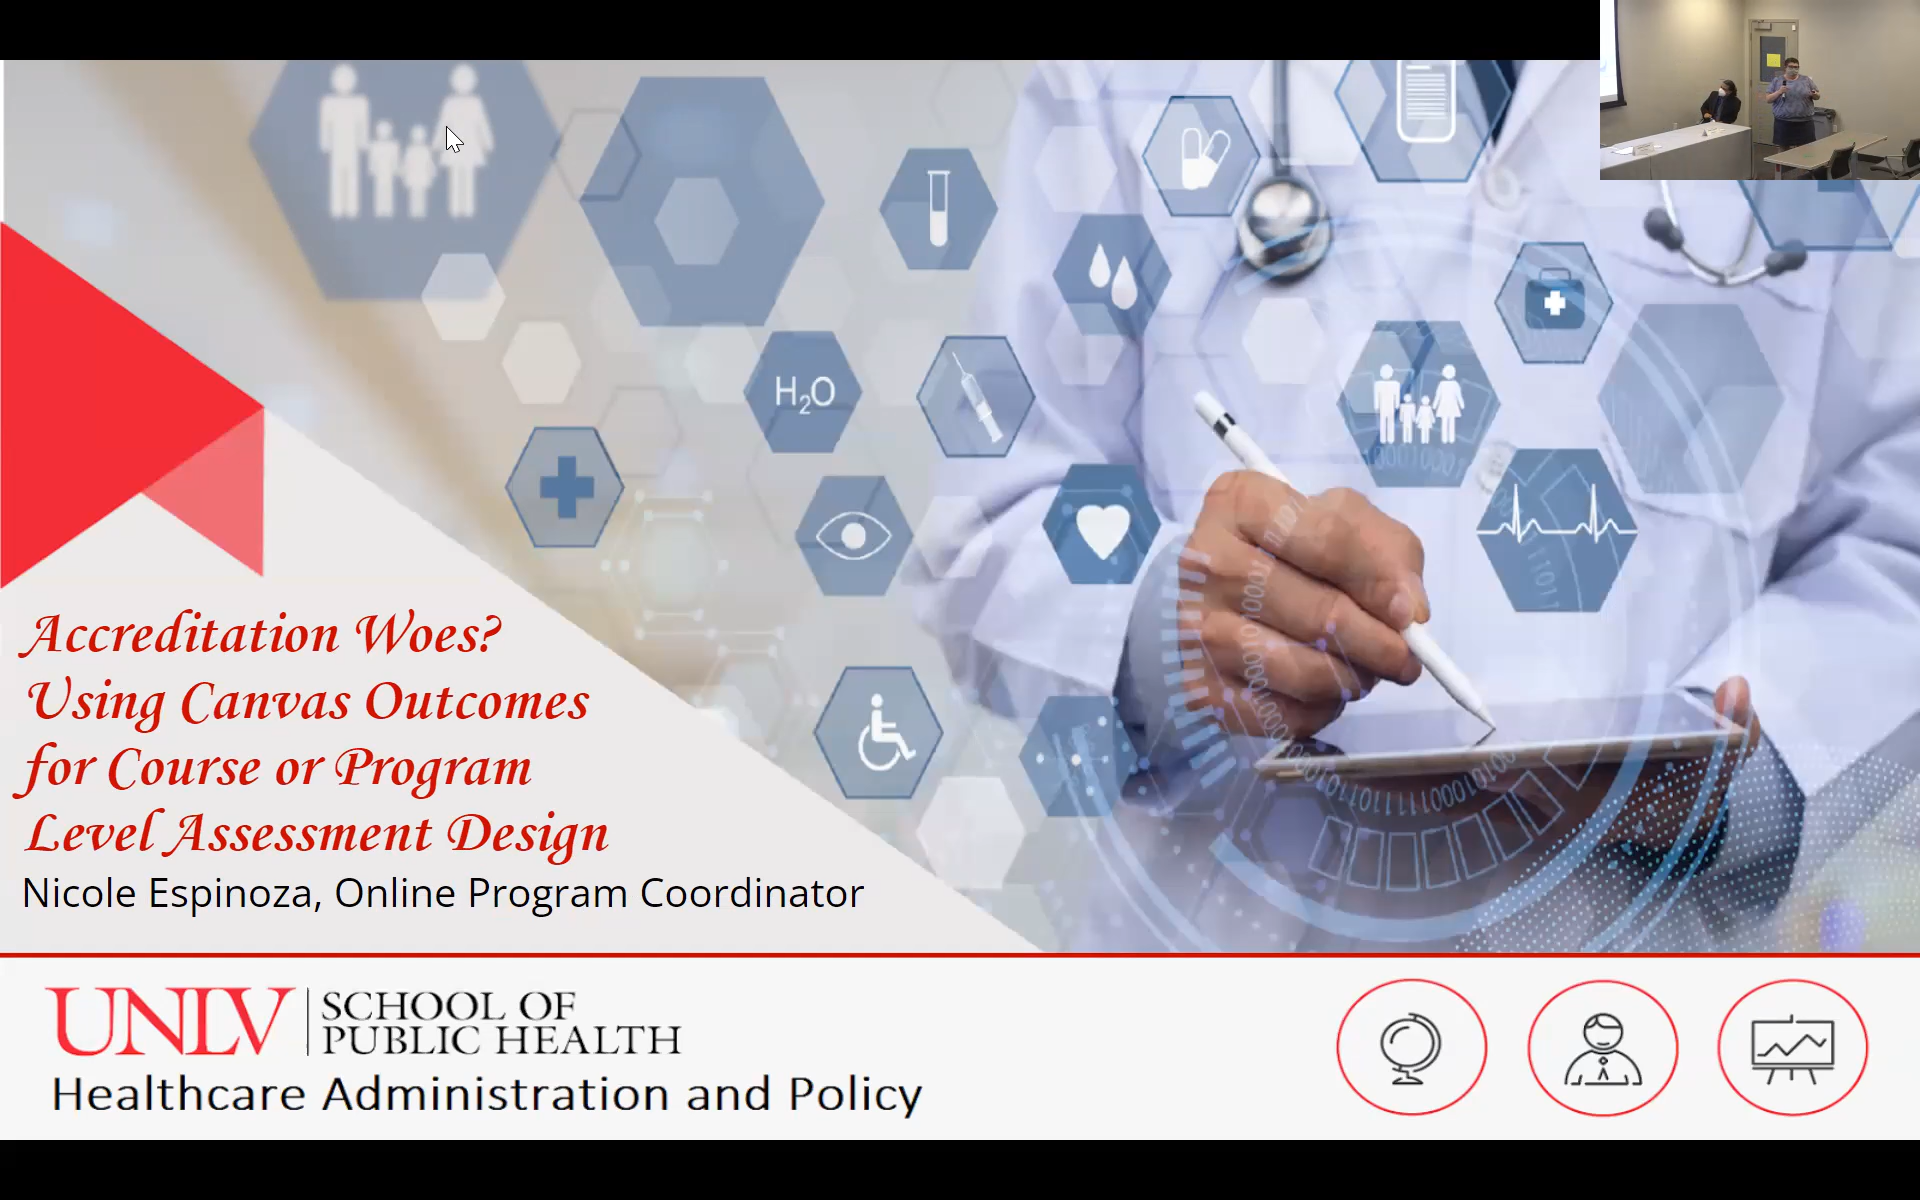 H₂O
Accreditation Woes?
Using Canvas Outcomes
for Course or Program
Level Assessment Design
Nicole Espinoza, Online Program Coordinator
UNLV
SCHOOL OF
PUBLIC HEALTH
Healthcare Administration and Policy